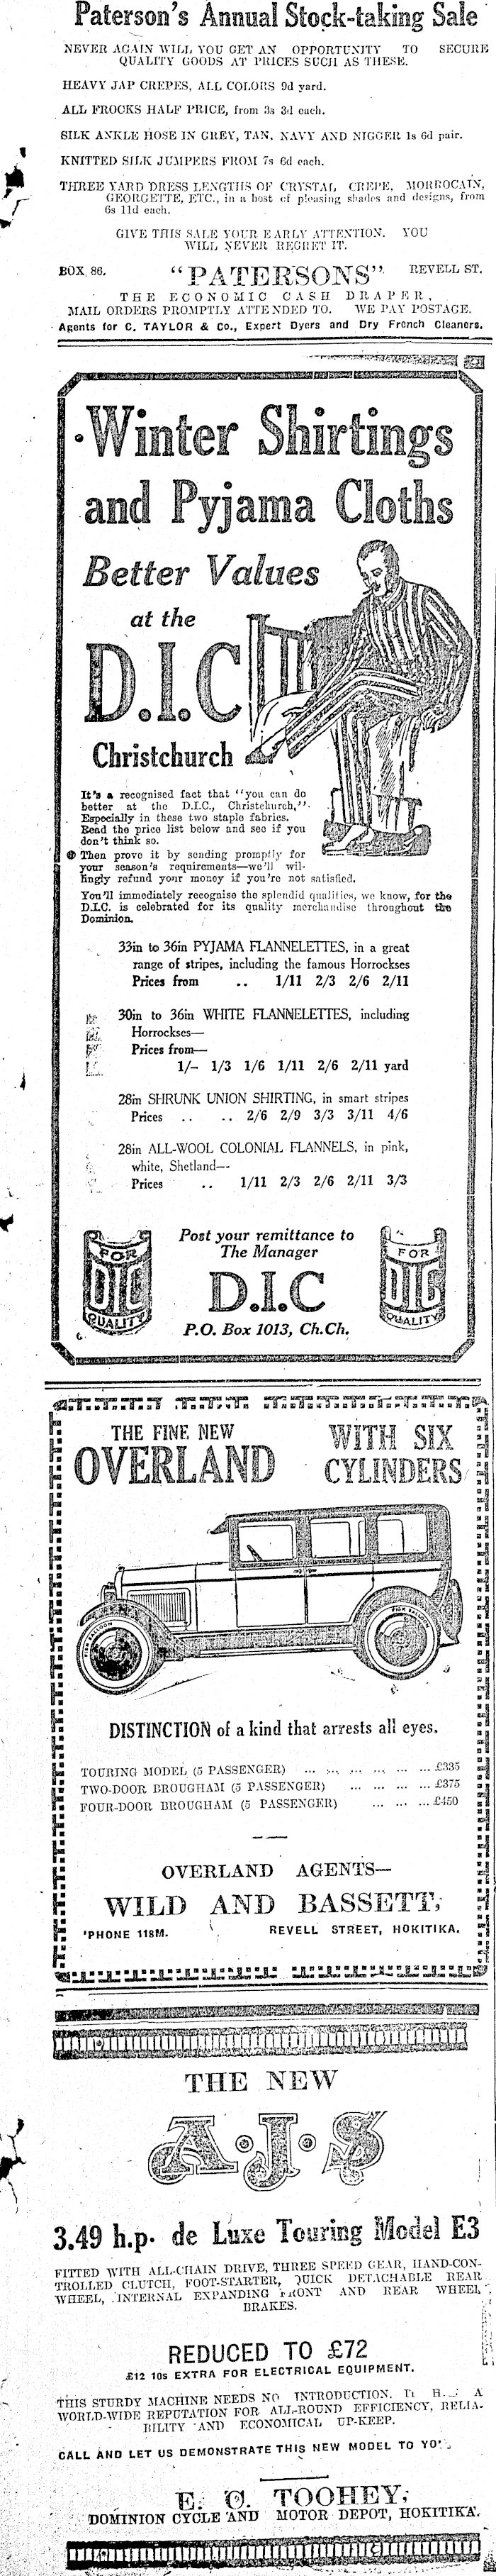 Paterson's Annual Stock-taking Sale
NEVER AGAIN WILL YOU GET AN OPPORTUNITY TO SECURE
QUALITY GOODS AT PRICES SUCH AS THESE.
HEAVY JAP CREPES, ALL COLORS 9d yard.
ALL FROCKS HALF PRICE, from 3s 3d each.
SILK ANKLE HOSE IN GREY, TAN, NAVY AND NIGGER 1s 6d pair.
KNITTED SILK JUMPERS FROM 7s 6d each.
THREE YARD DRESS LENGTHS OF CRYSTAL CREPE, MORROCAIN,
GEORGETTE, ETC., in a host of pleasing shades and designs, from
6s 11d each.
GIVE THIS SALE YOUR EARLY ATTENTION. YOU
WILL NEVER REGRET IT.
BOX 86. "PATERSONS" REVELL ST.
THE ECONOMIC CASH DRAPER,
MAIL ORDERS PROMPTLY ATTENDED TO. WE PAY POSTAGE.
Agents for C. TAYLOR & Co., Expert Dyers and Dry French Cleaners.
Winter Shirtings
and Pyjama Cloths
Better Values
at the
D.I.C
Christchurch
It's a recognised fact that "you can do
better at the D.I.C., Christchurch,"
Especially in these two staple fabrics.
Read the price list below and see if you
don't think so.
Then prove it by sending promptly for
your season's requirements—we'll wil-
lingly refund your money if you're not satisfied.
You'll immediately recognise the splendid qualities, we know, for the
D.I.C. is celebrated for its quality merchandise throughout the
Dominion.
33in to 36in PYJAMA FLANNELETTES, in a great
range of stripes, including the famous Horrockses
Prices from .. 1/11 2/3 2/6 2/11
30in to 36in WHITE FLANNELETTES, including
Horrockses—
Prices from—
1/- 1/3 1/6 1/11 2/6 2/11 yard
28in SHRUNK UNION SHIRTING, in smart stripes
Prices .. .. 2/6 2/9 3/3 3/11 4/6
28in ALL-WOOL COLONIAL FLANNELS, in pink,
white, Shetland—
Prices .. 1/11 2/3 2/6 2/11 3/3
Post your remittance to
The Manager
D.I.C
P.O. Box 1013, Ch.Ch.
FOR
DIC
QUALITY
FOR
DIC
QUALITY
THE FINE NEW
OVERLAND
WITH SIX
CYLINDERS
DISTINCTION of a kind that arrests all eyes.
TOURING MODEL (5 PASSENGER) ... ... ... ... ... ... £335
TWO-DOOR BROUGHAM (5 PASSENGER) ... ... ... ... £375
FOUR-DOOR BROUGHAM (5 PASSENGER) ... ... ... £450
OVERLAND AGENTS—
WILD AND BASSETT,
'PHONE 118M. REVELL STREET, HOKITIKA.
THE NEW
A.J.S
3.49 h.p. de Luxe Touring Model E3
FITTED WITH ALL-CHAIN DRIVE, THREE SPEED GEAR, HAND-CON-
TROLLED CLUTCH, FOOT-STARTER, QUICK DETACHABLE REAR
WHEEL, INTERNAL EXPANDING FRONT AND REAR WHEEL
BRAKES.
REDUCED TO £72
£12 10s EXTRA FOR ELECTRICAL EQUIPMENT.
THIS STURDY MACHINE NEEDS NO INTRODUCTION. A
WORLD-WIDE REPUTATION FOR ALL-ROUND EFFICIENCY, RELIA-
BILITY AND ECONOMICAL UP-KEEP.
CALL AND LET US DEMONSTRATE THIS NEW MODEL TO
E. C. TOOHEY,
DOMINION CYCLE AND MOTOR DEPOT, HOKITIKA.